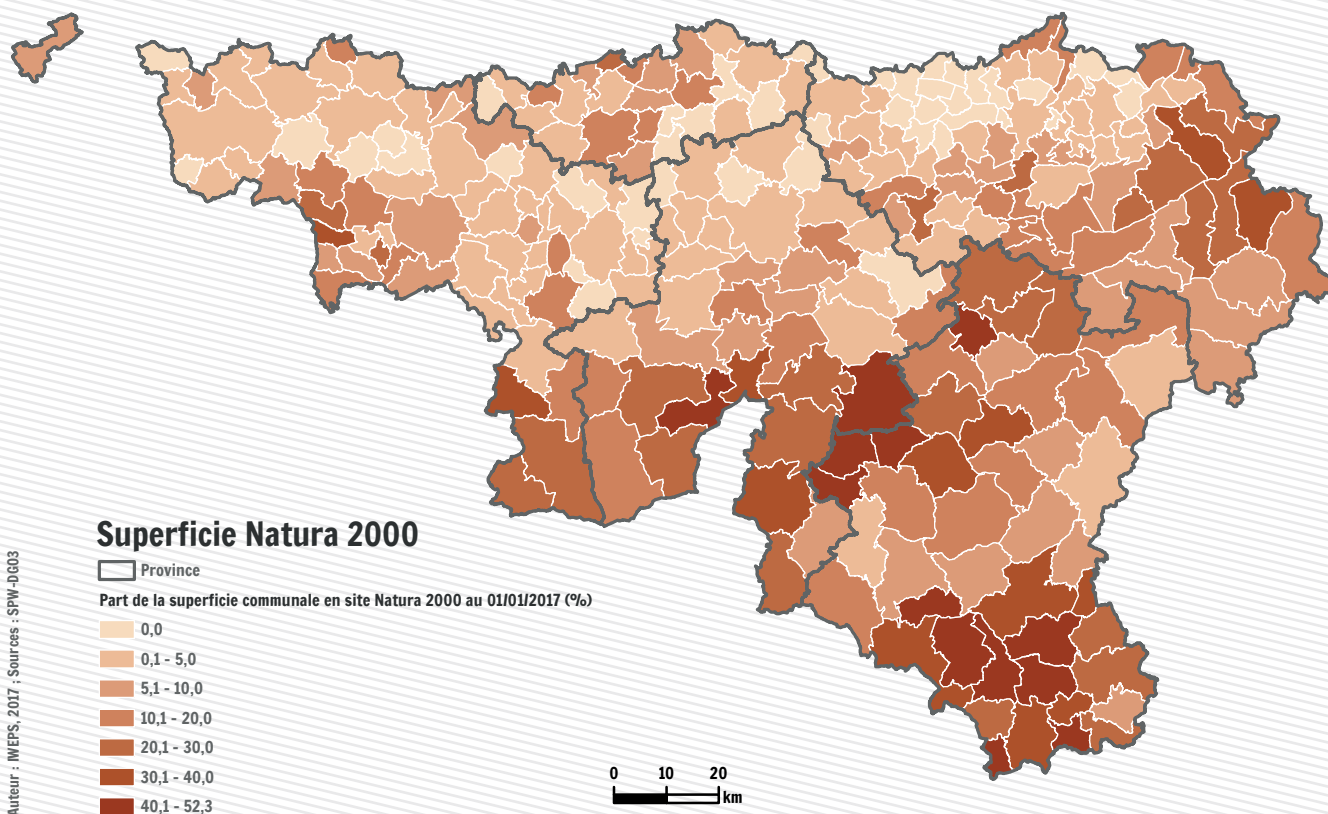 Superficie Natura 2000
Province
Part de la superficie communale en site Natura 2000 au 01/01/2017 (%)
0,0
0,1 - 5,0
5,1 - 10,0
10,1 - 20,0
20,1 - 30,0
30,1 - 40,0
40,1 - 52,3
0 10 20
km
Auteur : IWEPS, 2017 ; Sources : SPW-DGO3